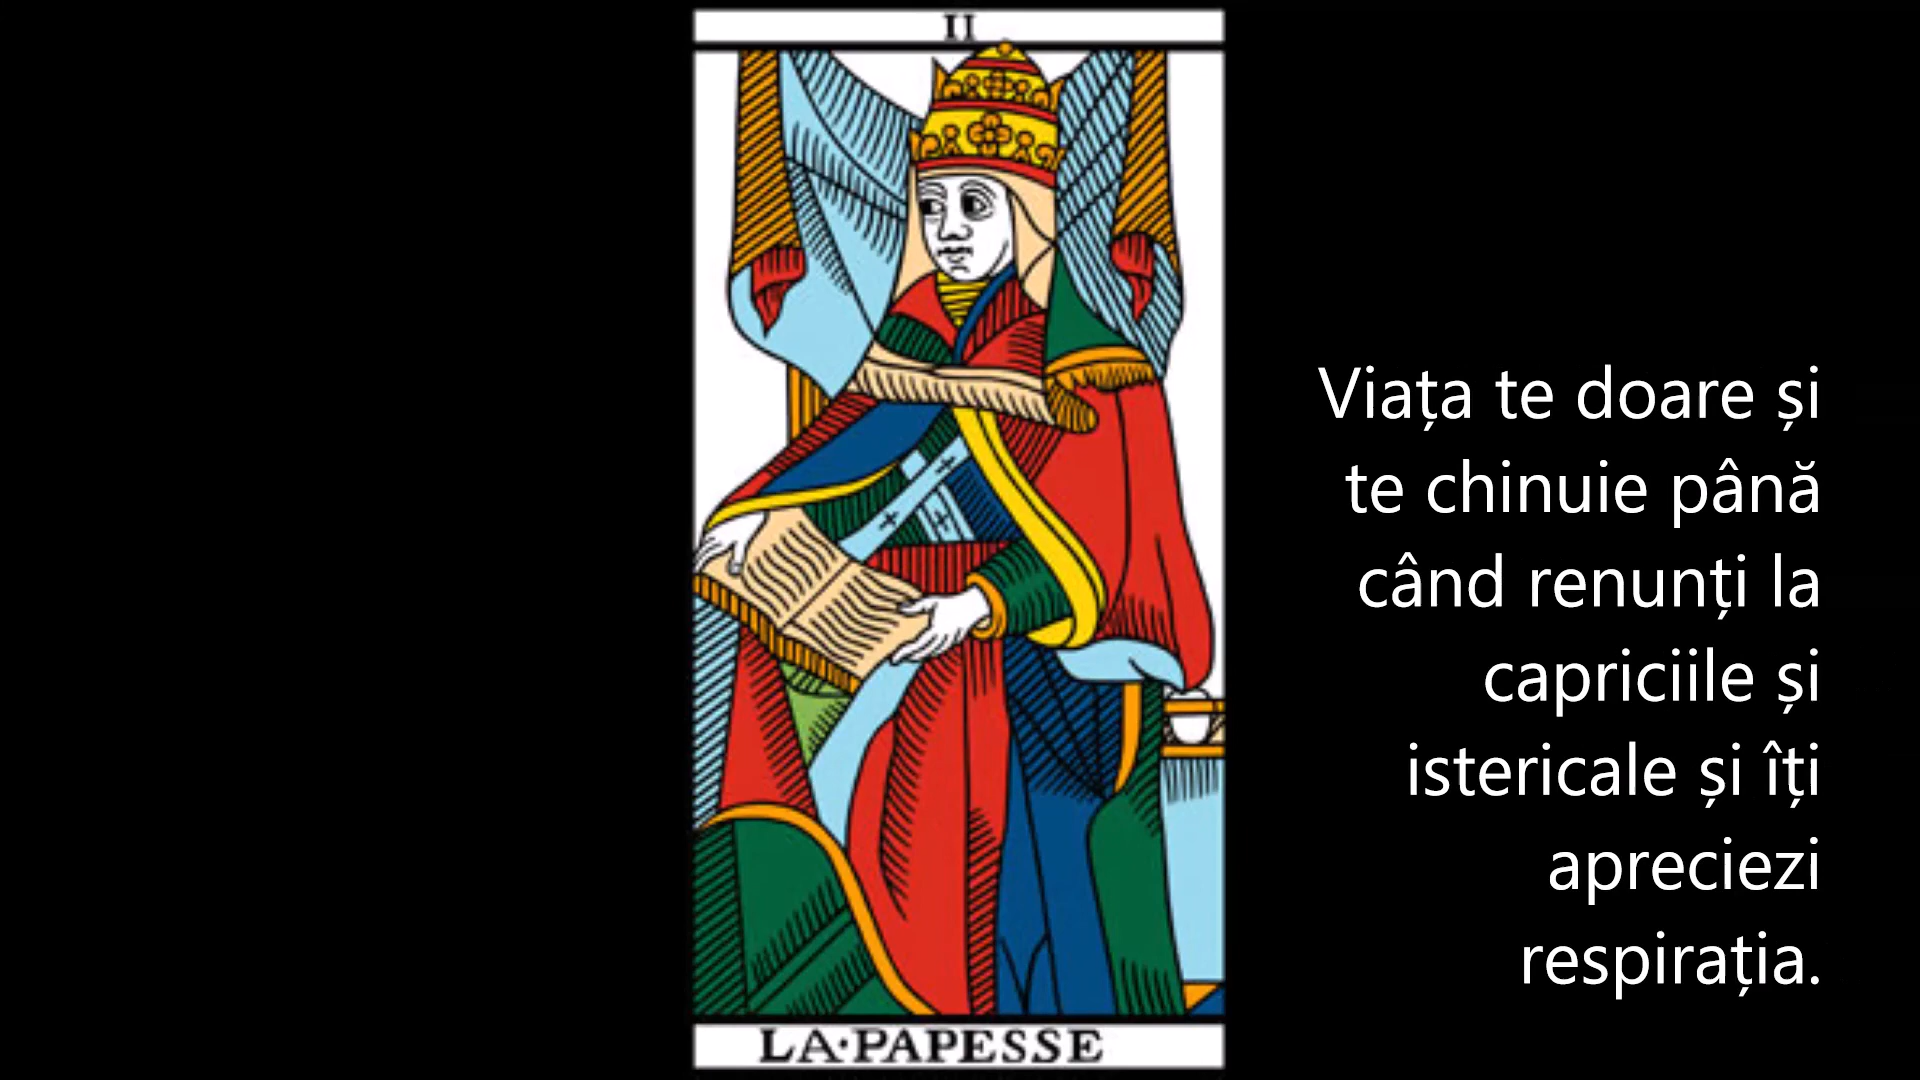 II
Viața te doare și
te chinuie până
când renunți la
capriciile și
istericale și îți
apreciezi
respirația.
LA·PAPESSE